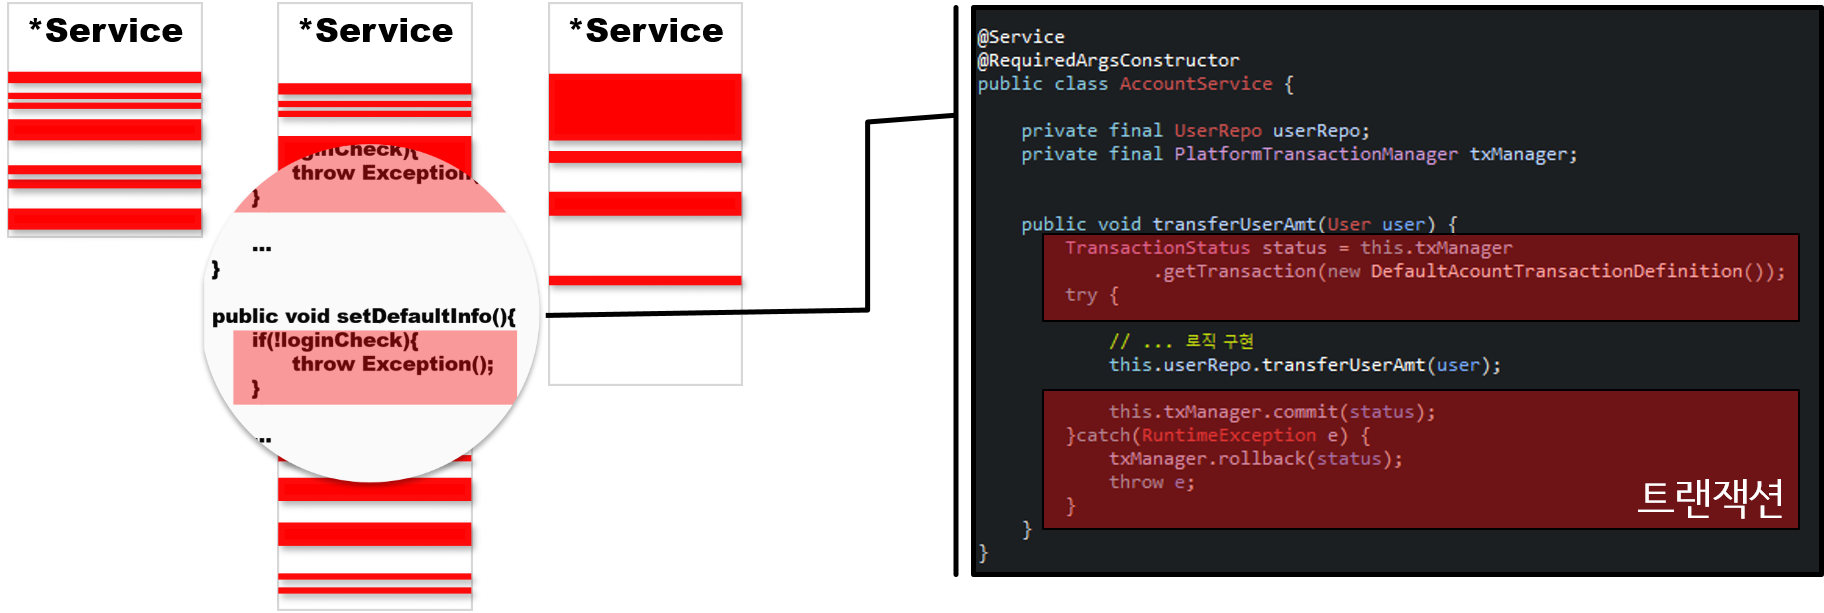 *Service
*Service
*Service
ginCheck){
throw Exception(
}
...
}
public void setDefaultInfo(){
if(!loginCheck){
throw Exception();
}
...
@Service
@RequiredArgsConstructor
public class AccountService {
private final UserRepo userRepo;
private final PlatformTransactionManager txManager;
public void transferUserAmt(User user) {
TransactionStatus status = this.txManager
.getTransaction(new DefaultAcountTransactionDefinition());
try {
// ... 로직 구현
this.userRepo.transferUserAmt(user);
this.txManager.commit(status);
}catch(RuntimeException e) {
txManager.rollback(status);
throw e;
}
트랜잭션
}
}